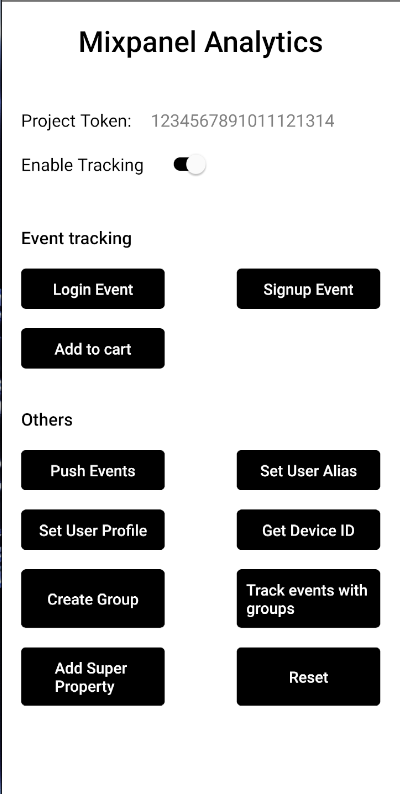 Mixpanel Analytics
Project Token: 1234567891011121314
Enable Tracking
Event tracking
Login Event
Signup Event
Add to cart
Others
Push Events
Set User Alias
Set User Profile
Get Device ID
Create Group
Track events with
groups
Add Super
Property
Reset